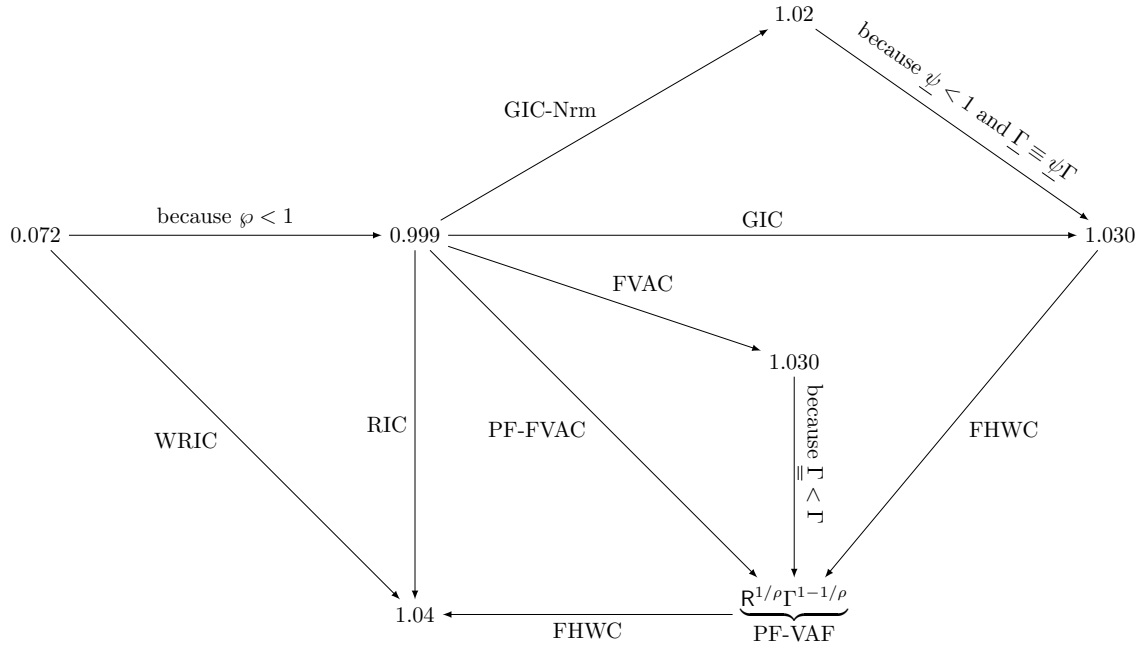 1.02
because ψ̲ < 1 and Γ̲ ≡ ψ̲Γ
GIC-Nrm
because ℘ < 1
GIC
0.072
0.999
1.030
FVAC
1.030
because Γ̳ < Γ
WRIC
RIC
PF-FVAC
FHWC
1.04
FHWC
R^{1/ρ}Γ^{1−1/ρ}
PF-VAF